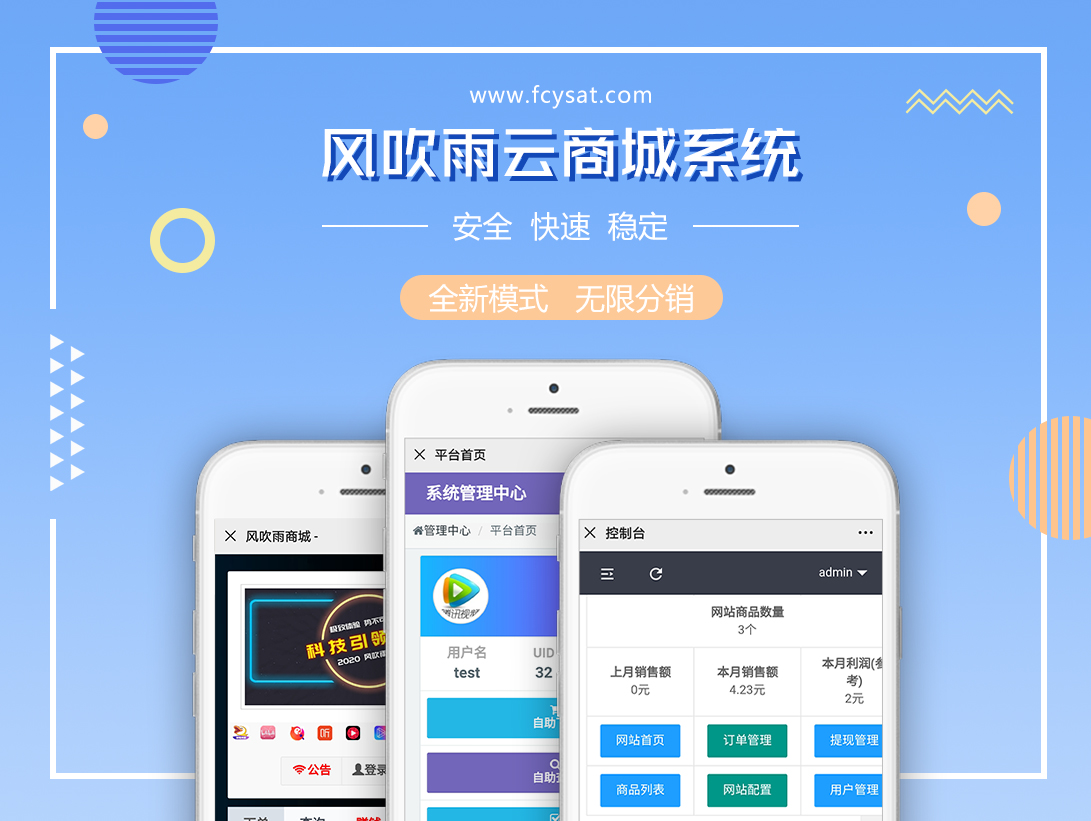 www.fcysat.com
风吹雨云商城系统
安全 快速 稳定
全新模式 无限分销
风吹雨商城 -
科技引领
公告
登录
平台首页
系统管理中心
管理中心 / 平台首页
腾讯视频
用户名 UID
test 32
自助
自助
控制台
admin
网站商品数量
3个
上月销售额 本月销售额 本月利润(参
考)
0元 4.23元 2元
网站首页 订单管理 提现管理
商品列表 网站配置 用户管理